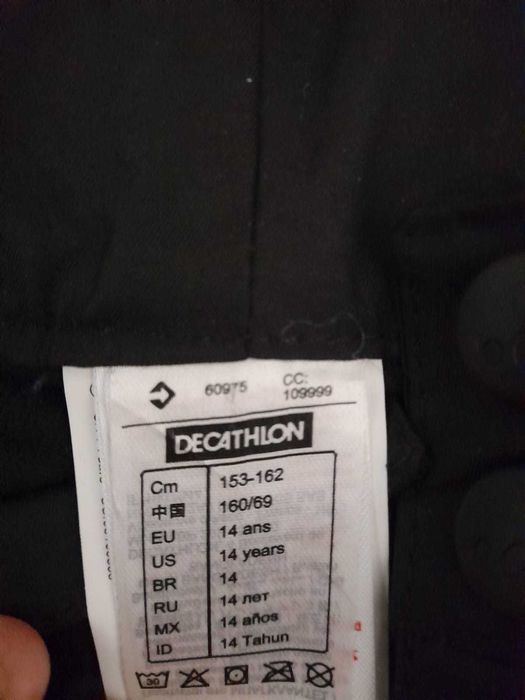 60975
CC:
109999
DECATHLON
Cm 153-162
中国 160/69
EU 14 ans
US 14 years
BR 14
RU 14 лет
MX 14 años
ID 14 Tahun
30